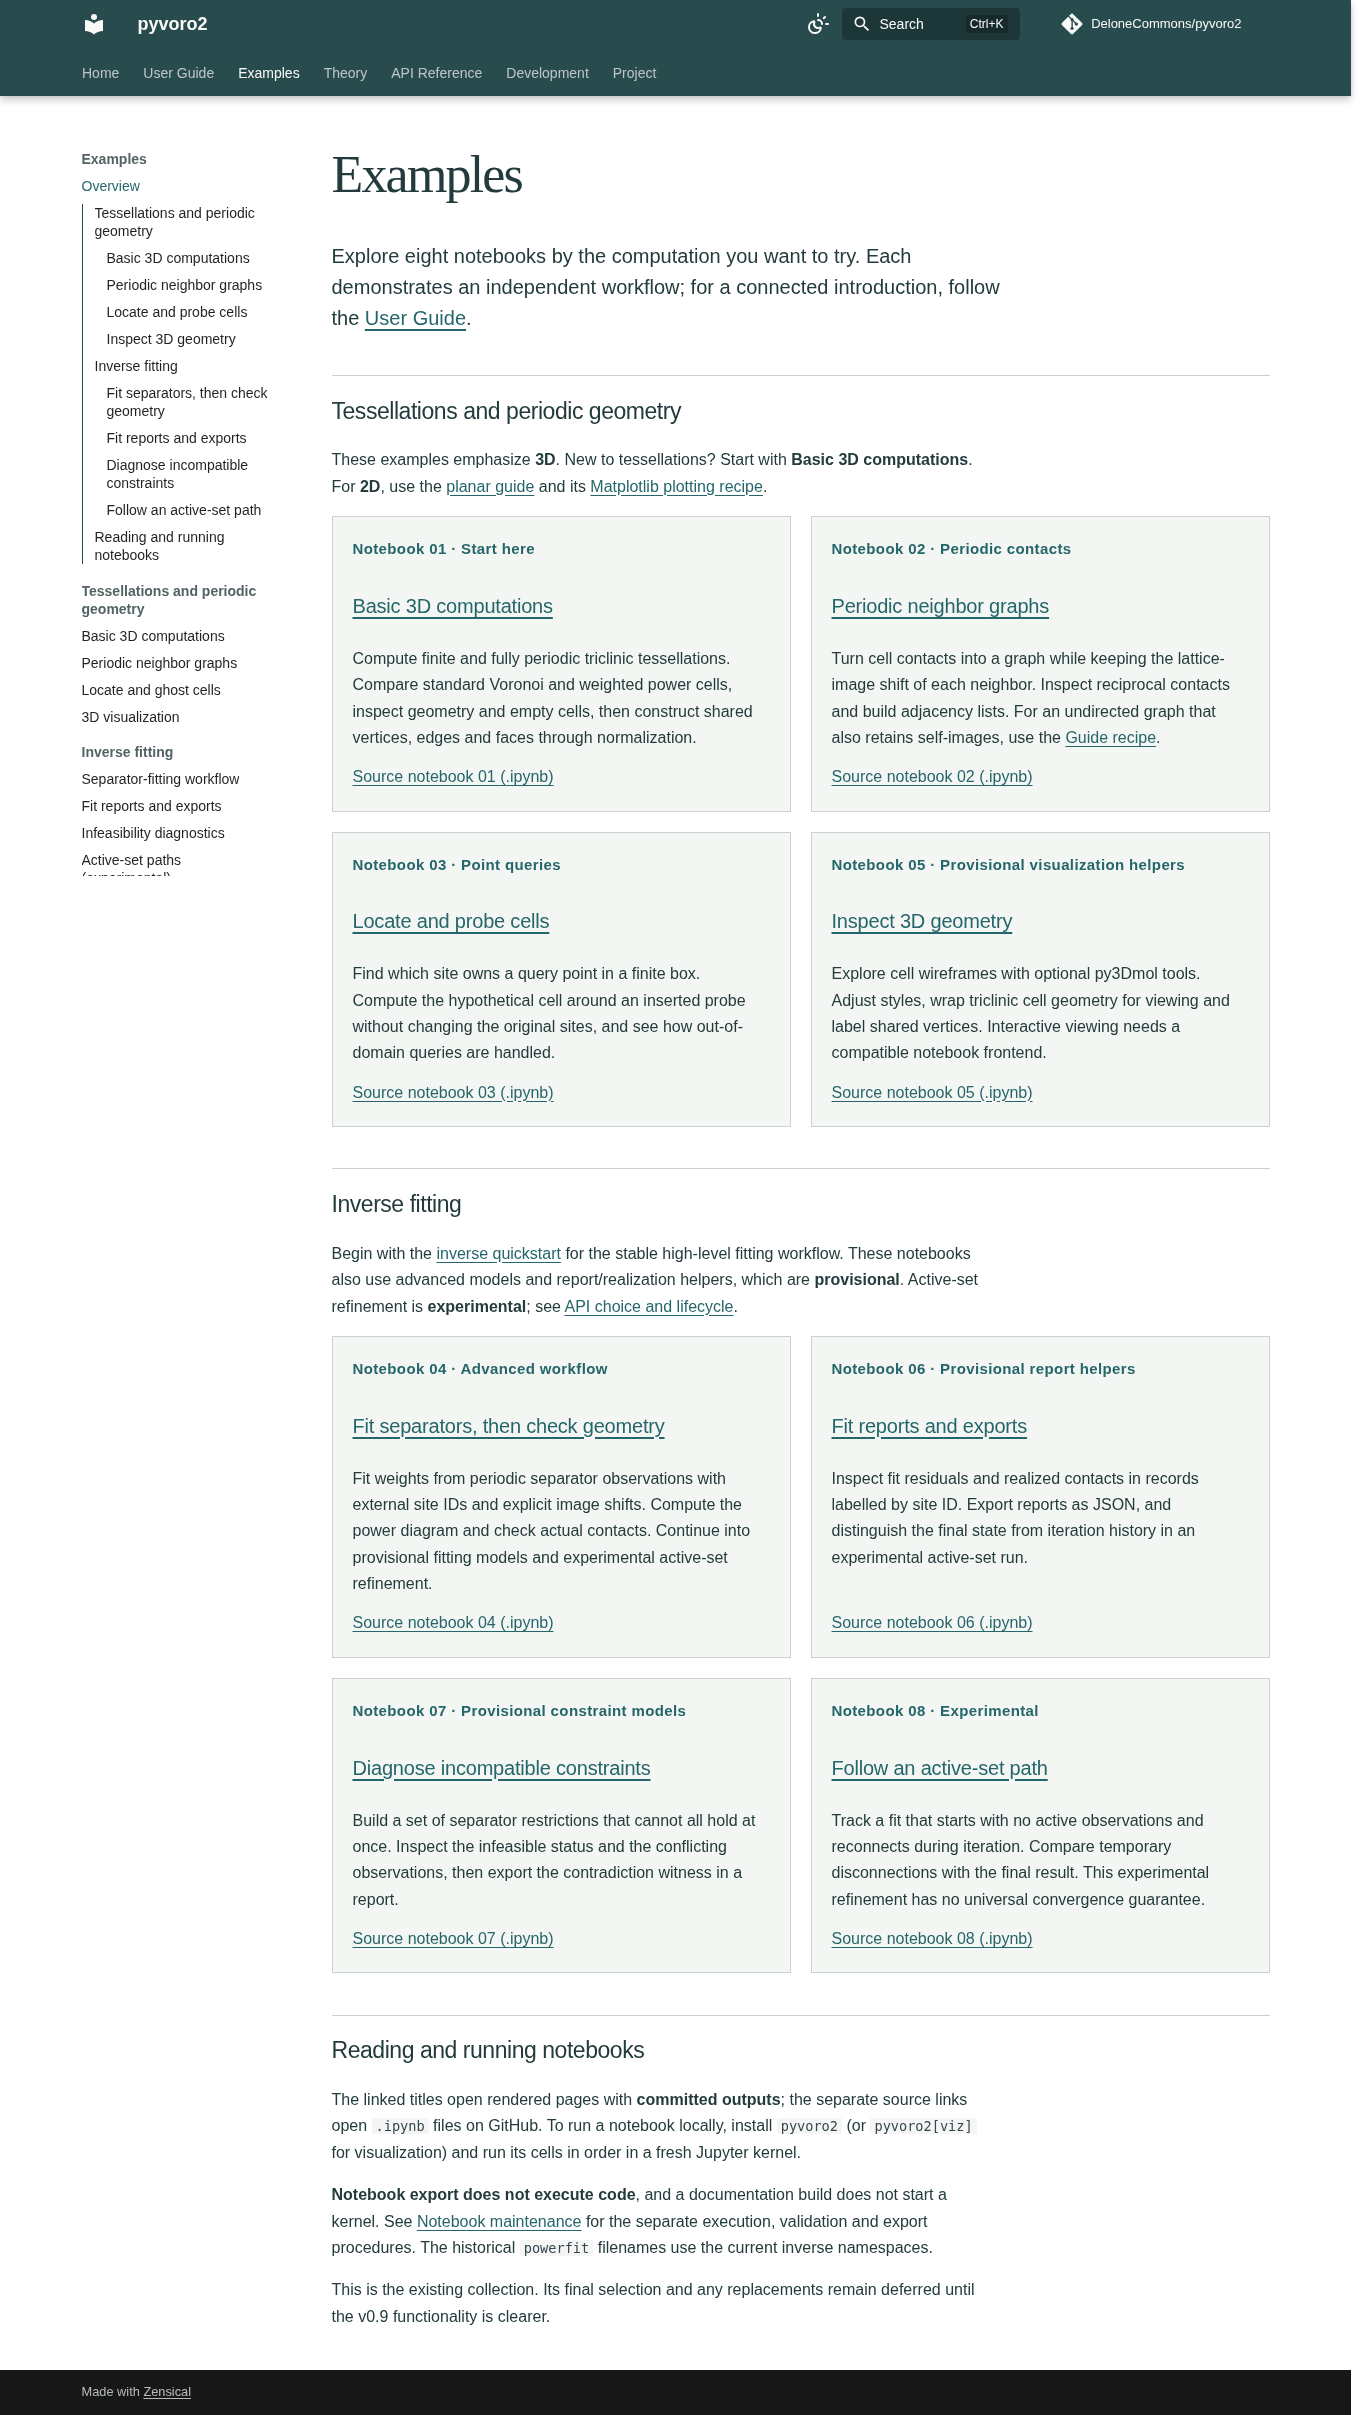 pyvoro2
Search
Ctrl+K
DeloneCommons/pyvoro2
Home
User Guide
Examples
Theory
API Reference
Development
Project
Examples
Overview
Tessellations and periodic
geometry
Basic 3D computations
Periodic neighbor graphs
Locate and probe cells
Inspect 3D geometry
Inverse fitting
Fit separators, then check
geometry
Fit reports and exports
Diagnose incompatible
constraints
Follow an active-set path
Reading and running
notebooks
Tessellations and periodic
geometry
Basic 3D computations
Periodic neighbor graphs
Locate and ghost cells
3D visualization
Inverse fitting
Separator-fitting workflow
Fit reports and exports
Infeasibility diagnostics
Active-set paths
Examples
Explore eight notebooks by the computation you want to try. Each
demonstrates an independent workflow; for a connected introduction, follow
the User Guide.
Tessellations and periodic geometry
These examples emphasize 3D. New to tessellations? Start with Basic 3D computations.
For 2D, use the planar guide and its Matplotlib plotting recipe.
Notebook 01 · Start here
Basic 3D computations
Compute finite and fully periodic triclinic tessellations.
Compare standard Voronoi and weighted power cells,
inspect geometry and empty cells, then construct shared
vertices, edges and faces through normalization.
Source notebook 01 (.ipynb)
Notebook 02 · Periodic contacts
Periodic neighbor graphs
Turn cell contacts into a graph while keeping the lattice-
image shift of each neighbor. Inspect reciprocal contacts
and build adjacency lists. For an undirected graph that
also retains self-images, use the Guide recipe.
Source notebook 02 (.ipynb)
Notebook 03 · Point queries
Locate and probe cells
Find which site owns a query point in a finite box.
Compute the hypothetical cell around an inserted probe
without changing the original sites, and see how out-of-
domain queries are handled.
Source notebook 03 (.ipynb)
Notebook 05 · Provisional visualization helpers
Inspect 3D geometry
Explore cell wireframes with optional py3Dmol tools.
Adjust styles, wrap triclinic cell geometry for viewing and
label shared vertices. Interactive viewing needs a
compatible notebook frontend.
Source notebook 05 (.ipynb)
Inverse fitting
Begin with the inverse quickstart for the stable high-level fitting workflow. These notebooks
also use advanced models and report/realization helpers, which are provisional. Active-set
refinement is experimental; see API choice and lifecycle.
Notebook 04 · Advanced workflow
Fit separators, then check geometry
Fit weights from periodic separator observations with
external site IDs and explicit image shifts. Compute the
power diagram and check actual contacts. Continue into
provisional fitting models and experimental active-set
refinement.
Source notebook 04 (.ipynb)
Notebook 06 · Provisional report helpers
Fit reports and exports
Inspect fit residuals and realized contacts in records
labelled by site ID. Export reports as JSON, and
distinguish the final state from iteration history in an
experimental active-set run.
Source notebook 06 (.ipynb)
Notebook 07 · Provisional constraint models
Diagnose incompatible constraints
Build a set of separator restrictions that cannot all hold at
once. Inspect the infeasible status and the conflicting
observations, then export the contradiction witness in a
report.
Source notebook 07 (.ipynb)
Notebook 08 · Experimental
Follow an active-set path
Track a fit that starts with no active observations and
reconnects during iteration. Compare temporary
disconnections with the final result. This experimental
refinement has no universal convergence guarantee.
Source notebook 08 (.ipynb)
Reading and running notebooks
The linked titles open rendered pages with committed outputs; the separate source links
open .ipynb files on GitHub. To run a notebook locally, install pyvoro2 (or pyvoro2[viz]
for visualization) and run its cells in order in a fresh Jupyter kernel.
Notebook export does not execute code, and a documentation build does not start a
kernel. See Notebook maintenance for the separate execution, validation and export
procedures. The historical powerfit filenames use the current inverse namespaces.
This is the existing collection. Its final selection and any replacements remain deferred until
the v0.9 functionality is clearer.
Made with Zensical